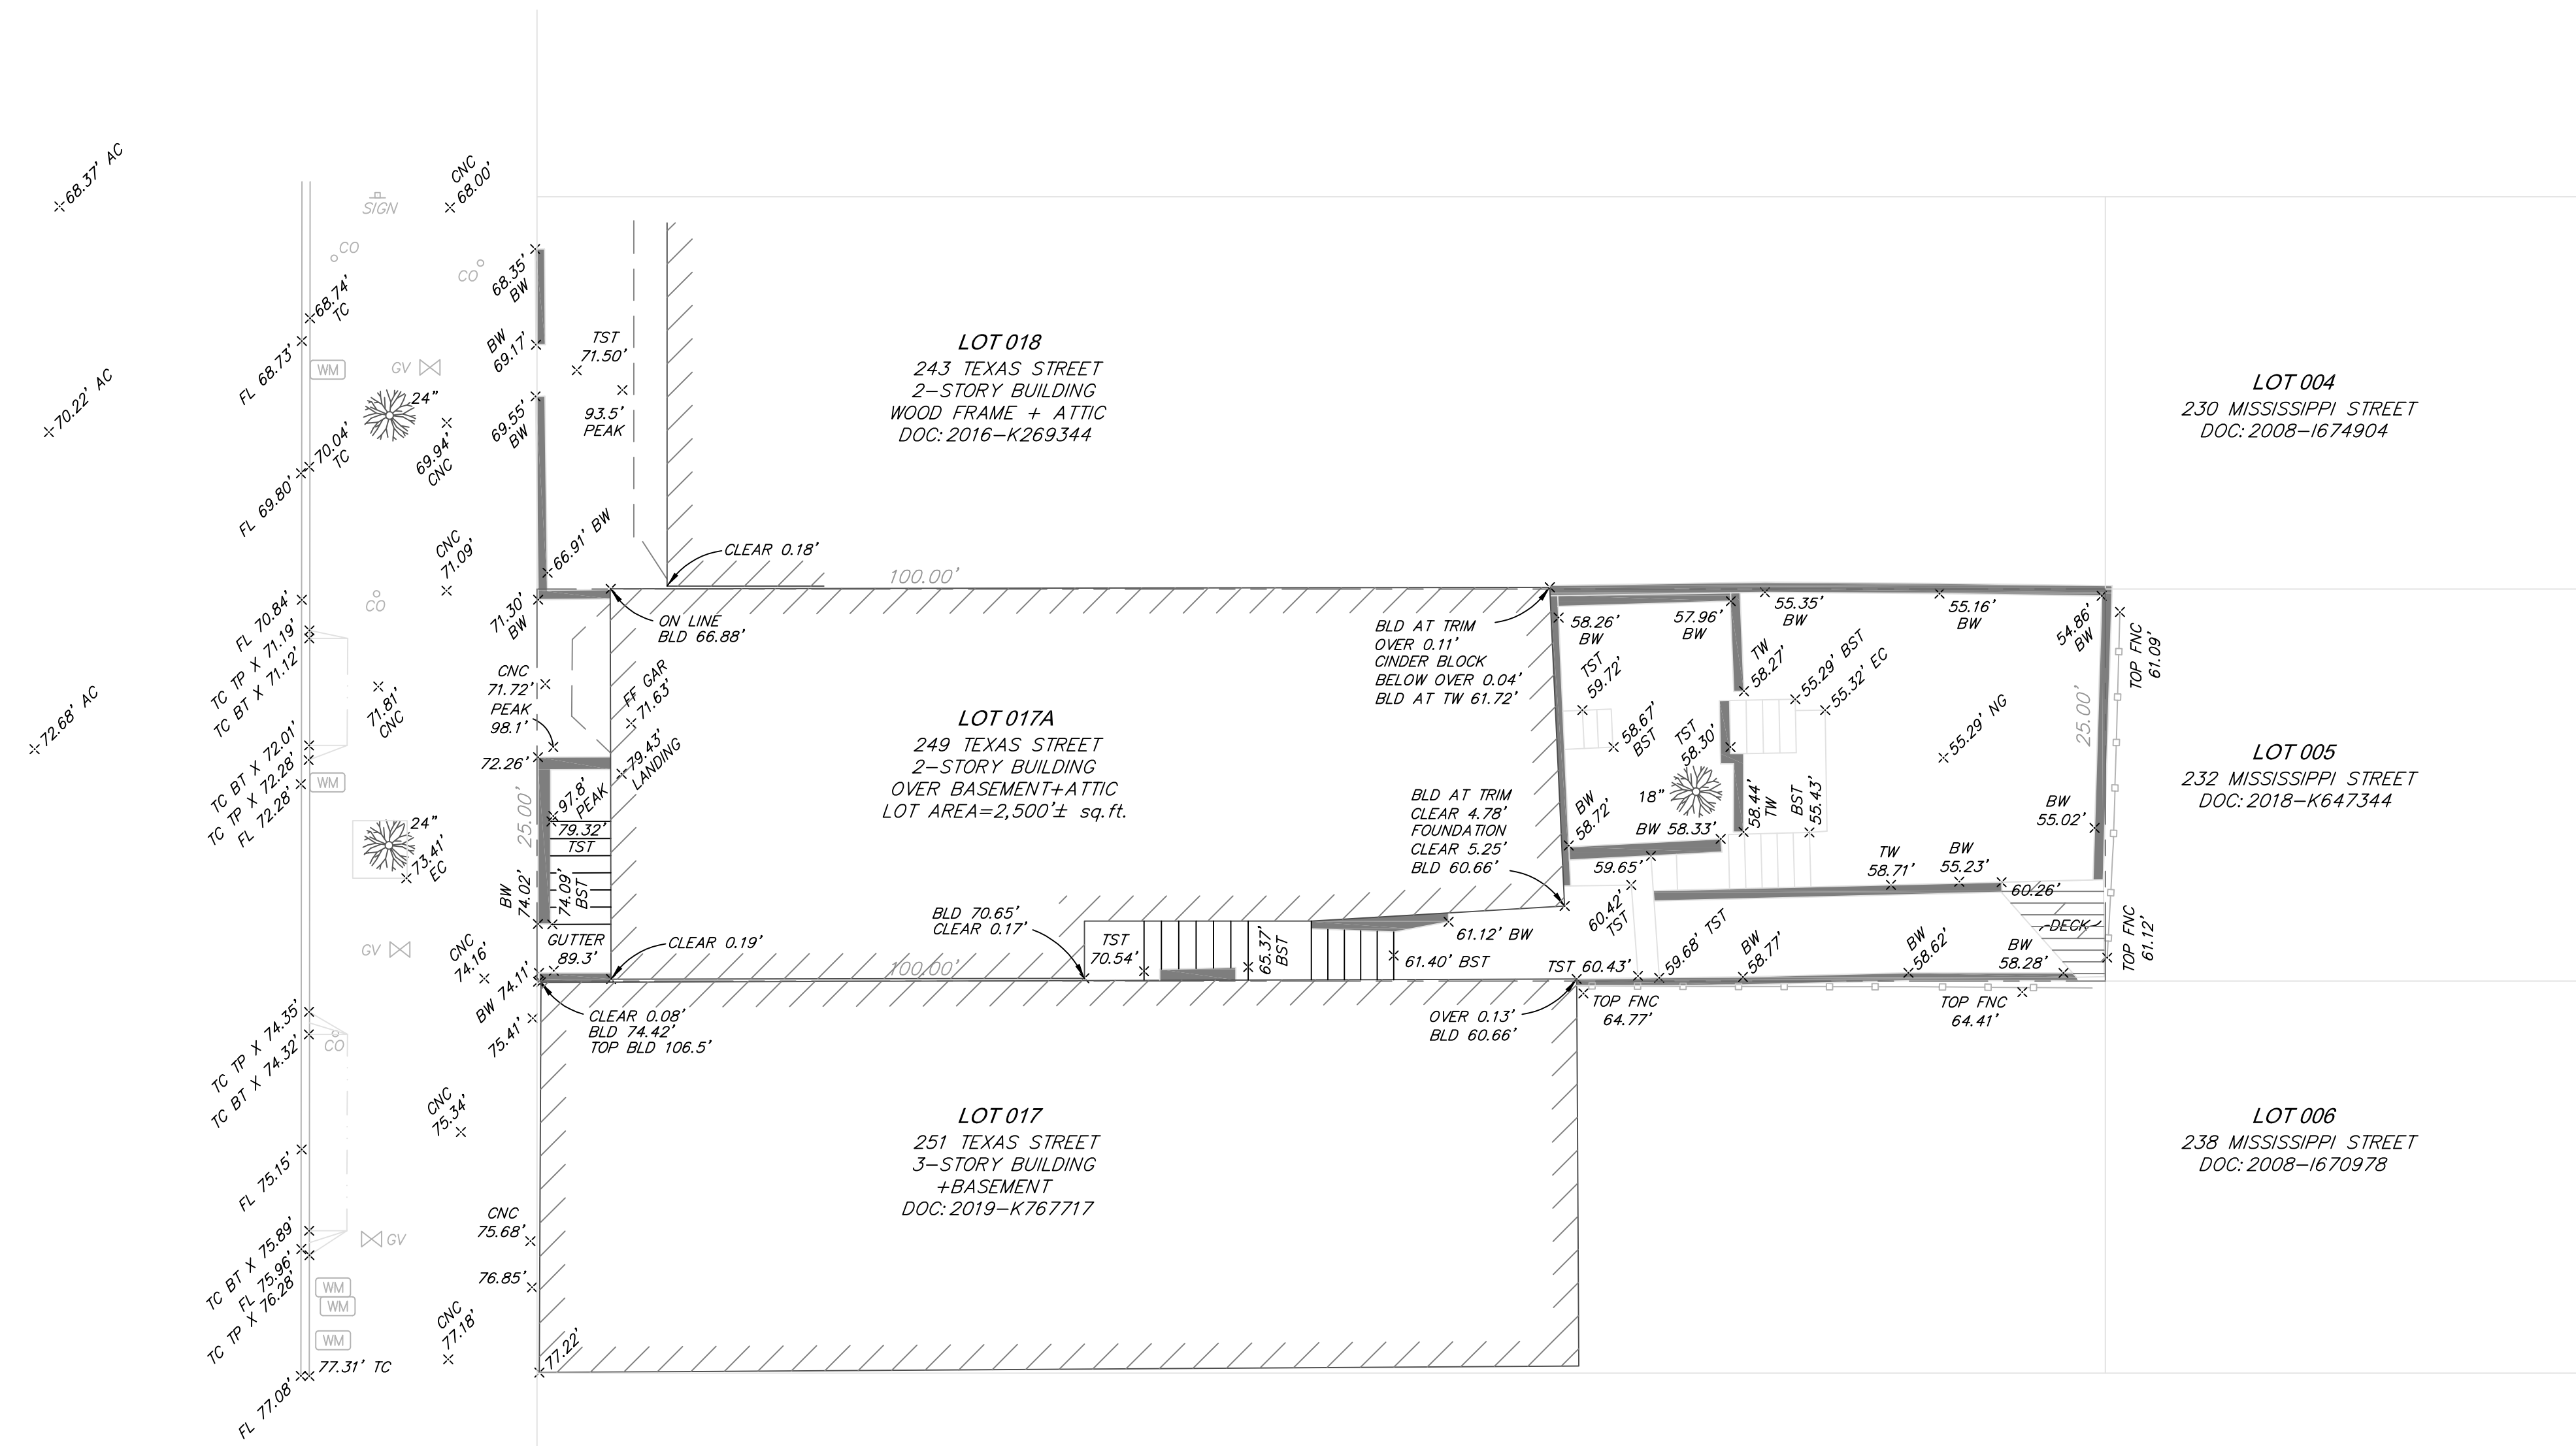 68.37' AC
CNC
68.00'
SIGN
CO
CO
68.74'
TC
68.35'
BW
FL 68.73'
WM
GV
BW
69.17'
TST
71.50'
24"
70.22' AC
69.55'
BW
93.5'
PEAK
70.04'
TC
69.94'
CNC
FL 69.80'
66.91' BW
CNC
71.09'
CLEAR 0.18'
100.00'
LOT 018
243 TEXAS STREET
2-STORY BUILDING
WOOD FRAME + ATTIC
DOC: 2016-K269344
LOT 004
230 MISSISSIPPI STREET
DOC: 2008-I674904
CO
FL 70.84'
TC TP X 71.19'
TC BT X 71.12'
71.30'
BW
ON LINE
BLD 66.88'
CNC
71.72'
PEAK
98.1'
FF GAR
71.63'
71.81'
CNC
72.68' AC
79.43'
LANDING
72.26'
TC BT X 72.01'
TC TP X 72.28'
FL 72.28'
WM
LOT 017A
249 TEXAS STREET
2-STORY BUILDING
OVER BASEMENT+ATTIC
LOT AREA=2,500'± sq.ft.
BLD AT TRIM
OVER 0.11'
CINDER BLOCK
BELOW OVER 0.04'
BLD AT TW 61.72'
58.26'
BW
57.96'
BW
55.35'
BW
55.16'
BW
54.86'
BW
TOP FNC
61.09'
TST
59.72'
TW
58.27'
55.29' BST
55.32' EC
58.67'
BST
TST
58.30'
55.29' NG
25.00'
LOT 005
232 MISSISSIPPI STREET
DOC: 2018-K647344
97.8'
PEAK
79.32'
TST
25.00'
24"
73.41'
EC
BW
74.02'
74.09'
BST
BLD AT TRIM
CLEAR 4.78'
FOUNDATION
CLEAR 5.25'
BLD 60.66'
18"
BW
58.72'
BW 58.33'
58.44'
TW
BST
55.43'
BW
55.02'
59.65'
TW
58.71'
BW
55.23'
60.26'
DECK
TOP FNC
61.12'
GV
CNC
74.16'
GUTTER
89.3'
CLEAR 0.19'
BLD 70.65'
CLEAR 0.17'
100.00'
TST
70.54'
65.37'
BST
61.12' BW
61.40' BST
60.42'
TST
TST 60.43'
59.68' TST
BW
58.77'
BW
58.62'
BW
58.28'
BW 74.11'
75.41'
CLEAR 0.08'
BLD 74.42'
TOP BLD 106.5'
OVER 0.13'
BLD 60.66'
TOP FNC
64.77'
TOP FNC
64.41'
TC TP X 74.35'
TC BT X 74.32'
CO
CNC
75.34'
FL 75.15'
LOT 017
251 TEXAS STREET
3-STORY BUILDING
+BASEMENT
DOC: 2019-K767717
LOT 006
238 MISSISSIPPI STREET
DOC: 2008-I670978
CNC
75.68'
GV
TC BT X 75.89'
FL 75.96'
TC TP X 76.28'
76.85'
WM
WM
WM
CNC
77.18'
77.22'
77.31' TC
FL 77.08'